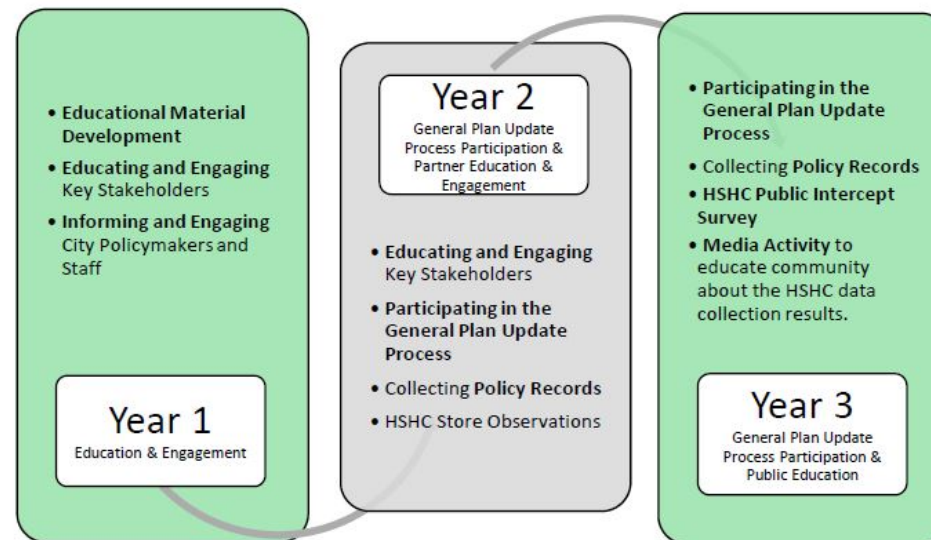 • Educational Material
Development
• Educating and Engaging
Key Stakeholders
• Informing and Engaging
City Policymakers and
Staff
Year 1
Education & Engagement
Year 2
General Plan Update
Process Participation &
Partner Education &
Engagement
• Educating and Engaging
Key Stakeholders
• Participating in the
General Plan Update
Process
• Collecting Policy Records
• HSHC Store Observations
• Participating in the
General Plan Update
Process
• Collecting Policy Records
• HSHC Public Intercept
Survey
• Media Activity to
educate community
about the HSHC data
collection results.
Year 3
General Plan Update
Process Participation &
Public Education